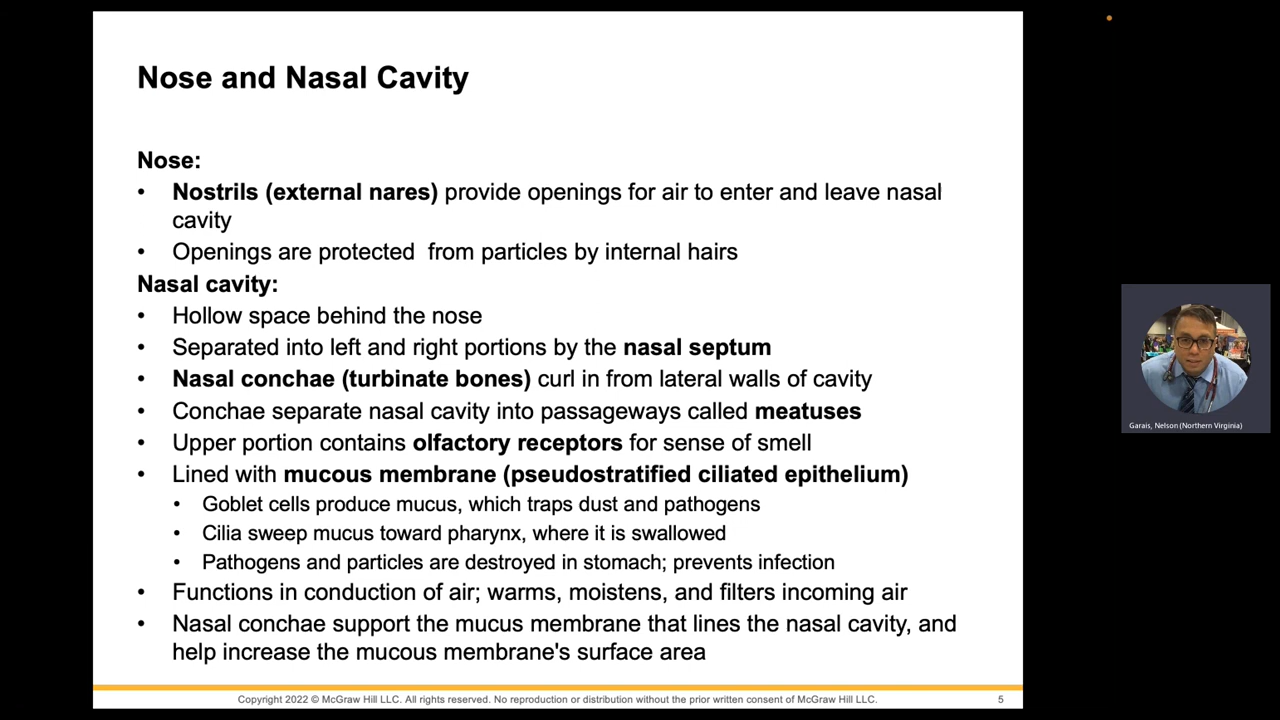 Nose and Nasal Cavity
Nose:
• Nostrils (external nares) provide openings for air to enter and leave nasal
cavity
• Openings are protected  from particles by internal hairs
Nasal cavity:
• Hollow space behind the nose
• Separated into left and right portions by the nasal septum
• Nasal conchae (turbinate bones) curl in from lateral walls of cavity
• Conchae separate nasal cavity into passageways called meatuses
• Upper portion contains olfactory receptors for sense of smell
• Lined with mucous membrane (pseudostratified ciliated epithelium)
• Goblet cells produce mucus, which traps dust and pathogens
• Cilia sweep mucus toward pharynx, where it is swallowed
• Pathogens and particles are destroyed in stomach; prevents infection
• Functions in conduction of air; warms, moistens, and filters incoming air
• Nasal conchae support the mucus membrane that lines the nasal cavity, and
help increase the mucous membrane's surface area
Copyright 2022 © McGraw Hill LLC. All rights reserved. No reproduction or distribution without the prior written consent of McGraw Hill LLC.
5
Garais, Nelson (Northern Virginia)